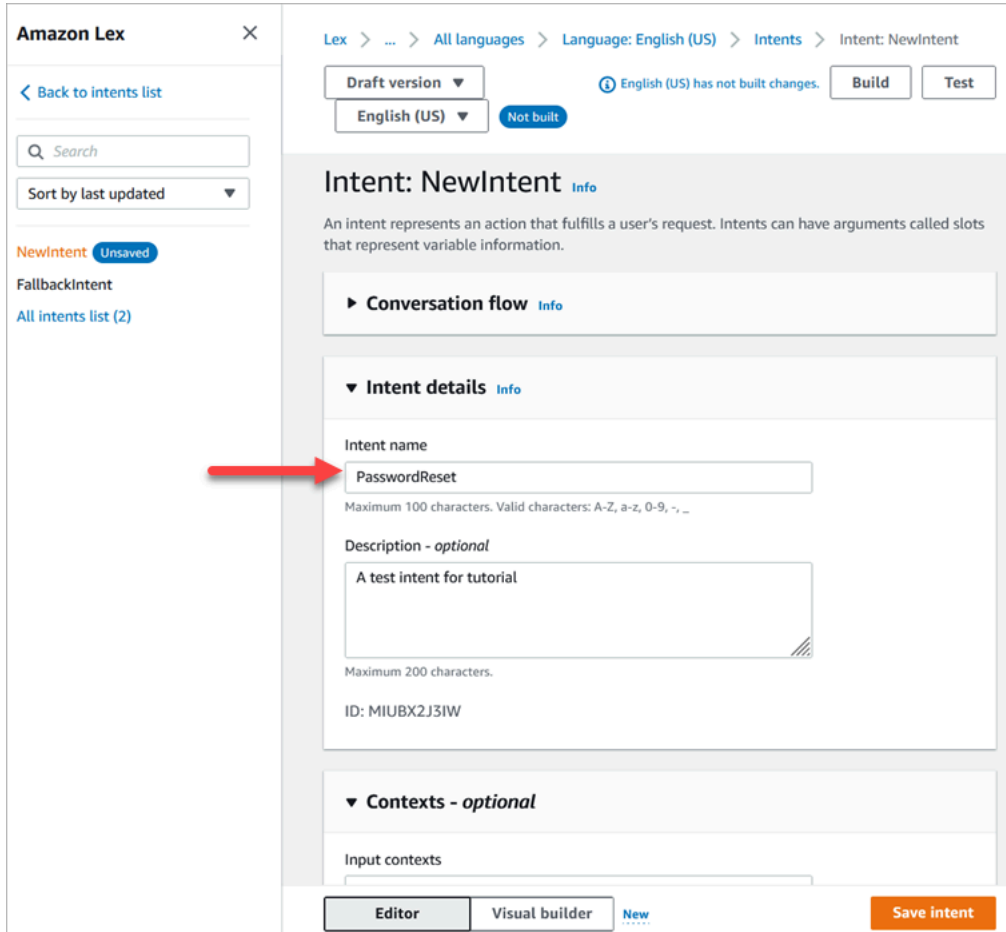 Amazon Lex
Back to intents list
Search
Sort by last updated
NewIntent Unsaved
FallbackIntent
All intents list (2)
Lex > ... > All languages > Language: English (US) > Intents > Intent: NewIntent
Draft version
English (US) has not built changes.
Build
Test
English (US)
Not built
Intent: NewIntent Info
An intent represents an action that fulfills a user's request. Intents can have arguments called slots
that represent variable information.
Conversation flow Info
Intent details Info
Intent name
PasswordReset
Maximum 100 characters. Valid characters: A-Z, a-z, 0-9, -, _
Description - optional
A test intent for tutorial
Maximum 200 characters.
ID: MIUBX2J3IW
Contexts - optional
Input contexts
Editor
Visual builder
New
Save intent